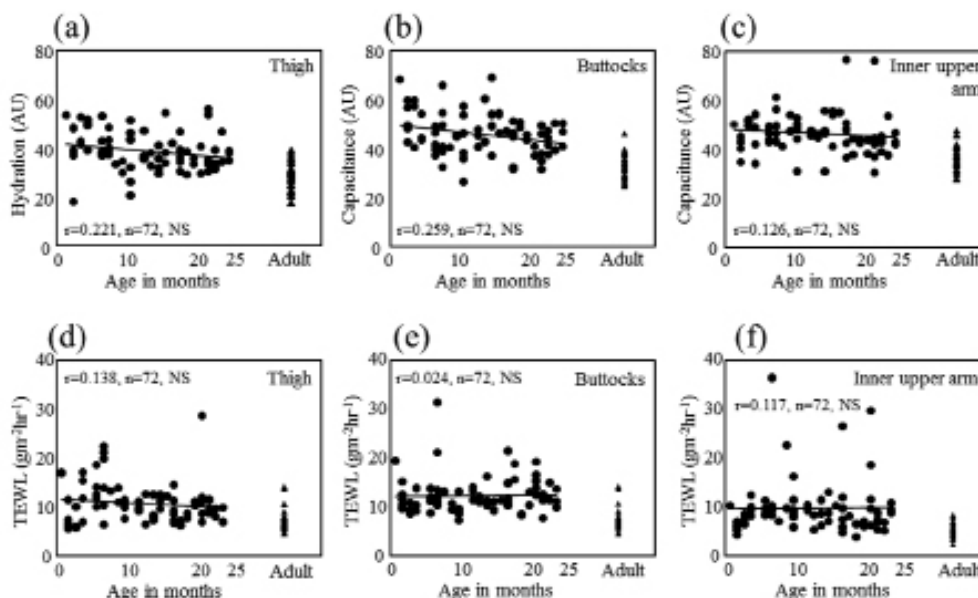 (a)
80
60
40
20
0
Hydration (AU)
Thigh
r=0.221, n=72, NS
0 10 20 25 Adult
Age in months
(b)
80
60
40
20
0
Capacitance (AU)
Buttocks
r=0.259, n=72, NS
0 10 20 25 Adult
Age in months
(c)
80
60
40
20
0
Capacitance (AU)
Inner upper
arm
r=0.126, n=72, NS
0 10 20 25 Adult
Age in months
(d)
40
30
20
10
0
TEWL (gm⁻²hr⁻¹)
r=0.138, n=72, NS
Thigh
0 10 20 25 Adult
Age in months
(e)
40
30
20
10
0
TEWL (gm⁻²hr⁻¹)
r=0.024, n=72, NS
Buttocks
0 10 20 25 Adult
Age in months
(f)
40
30
20
10
0
TEWL (gm⁻²hr⁻¹)
Inner upper arm
r=0.117, n=72, NS
0 10 20 25 Adult
Age in months